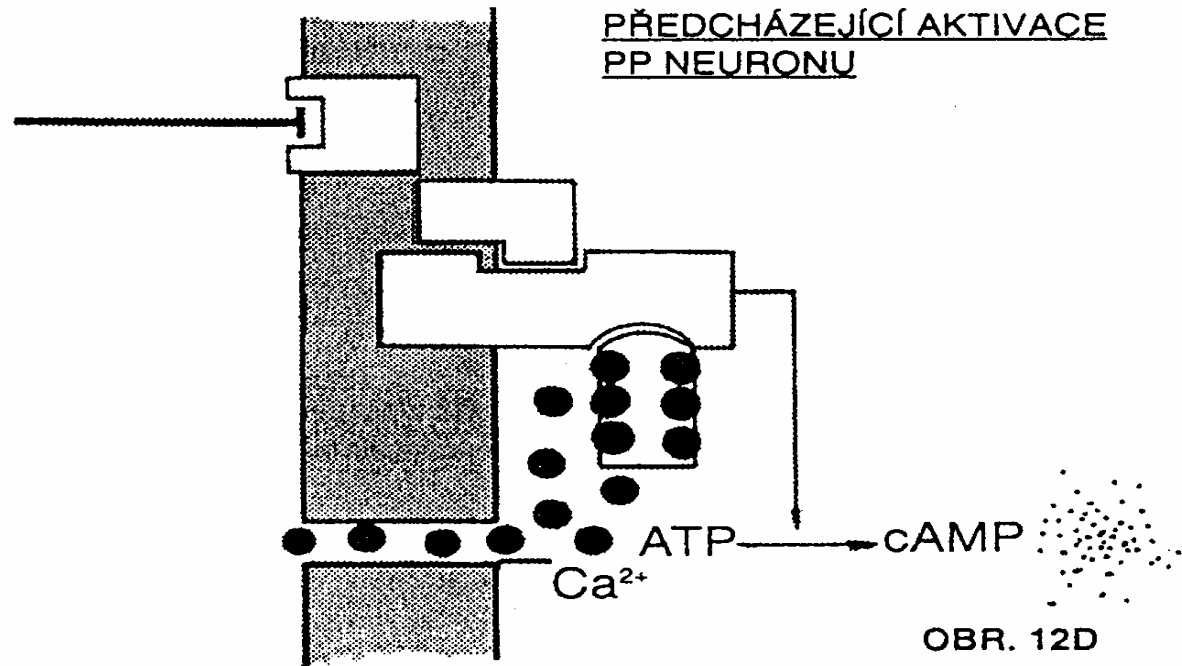 PŘEDCHÁZEJÍCÍ AKTIVACE
PP NEURONU
ATP
cAMP
Ca²⁺
OBR. 12D